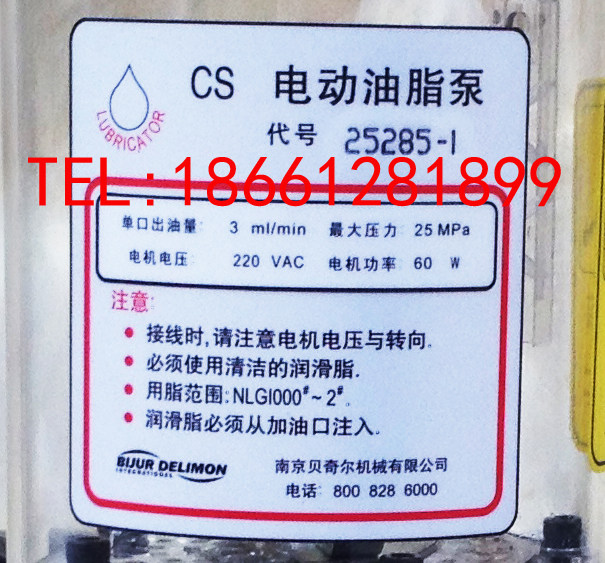 LUBRICATOR
CS 电动油脂泵
代号 25285-1
TEL:18661281899
单口出油量: 3 ml/min 最大压力: 25 MPa
电机电压: 220 VAC 电机功率: 60 W
注意:
• 接线时,请注意电机电压与转向.
• 必须使用清洁的润滑脂.
• 用脂范围: NLGI000#~2#.
• 润滑脂必须从加油口注入.
BIJUR DELIMON
INTERNATIONAL
南京贝奇尔机械有限公司
电话: 800 828 6000